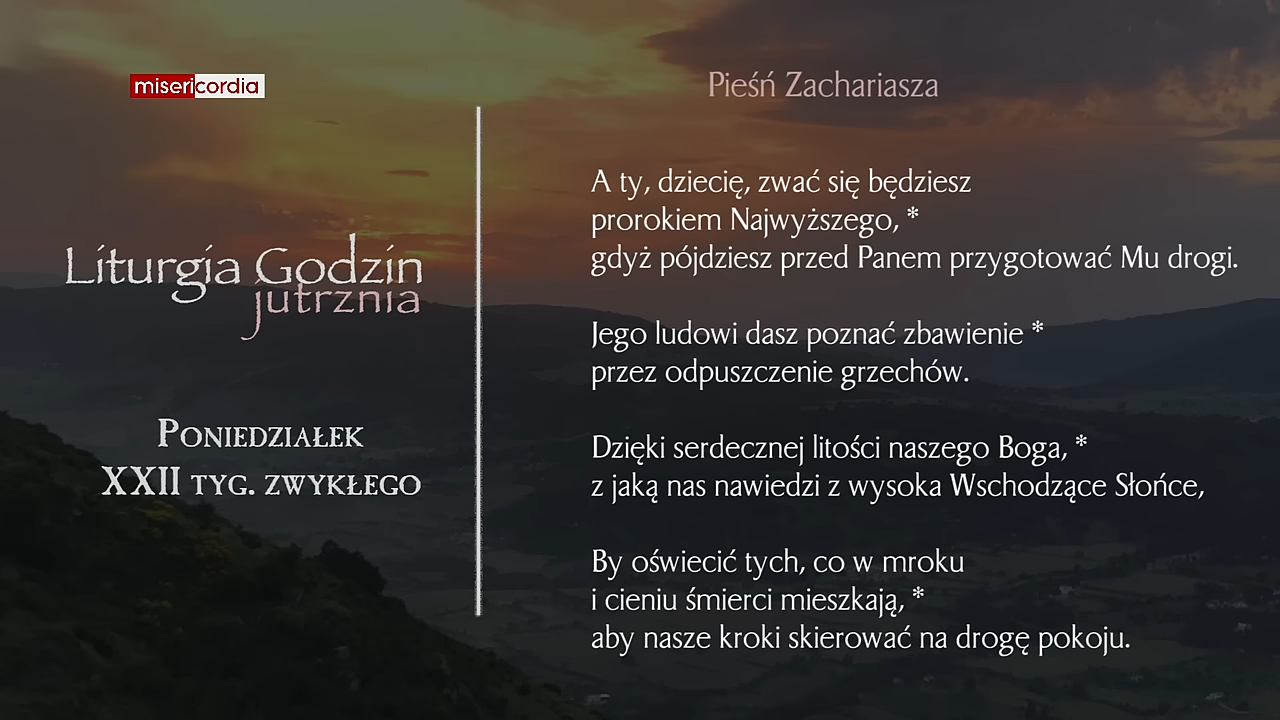 misericordia
Liturgia Godzin
jutrznia
Poniedziałek
XXII tyg. zwykłego
Pieśń Zachariasza
A ty, dziecię, zwać się będziesz
prorokiem Najwyższego, *
gdyż pójdziesz przed Panem przygotować Mu drogi.
Jego ludowi dasz poznać zbawienie *
przez odpuszczenie grzechów.
Dzięki serdecznej litości naszego Boga, *
z jaką nas nawiedzi z wysoka Wschodzące Słońce,
By oświecić tych, co w mroku
i cieniu śmierci mieszkają, *
aby nasze kroki skierować na drogę pokoju.